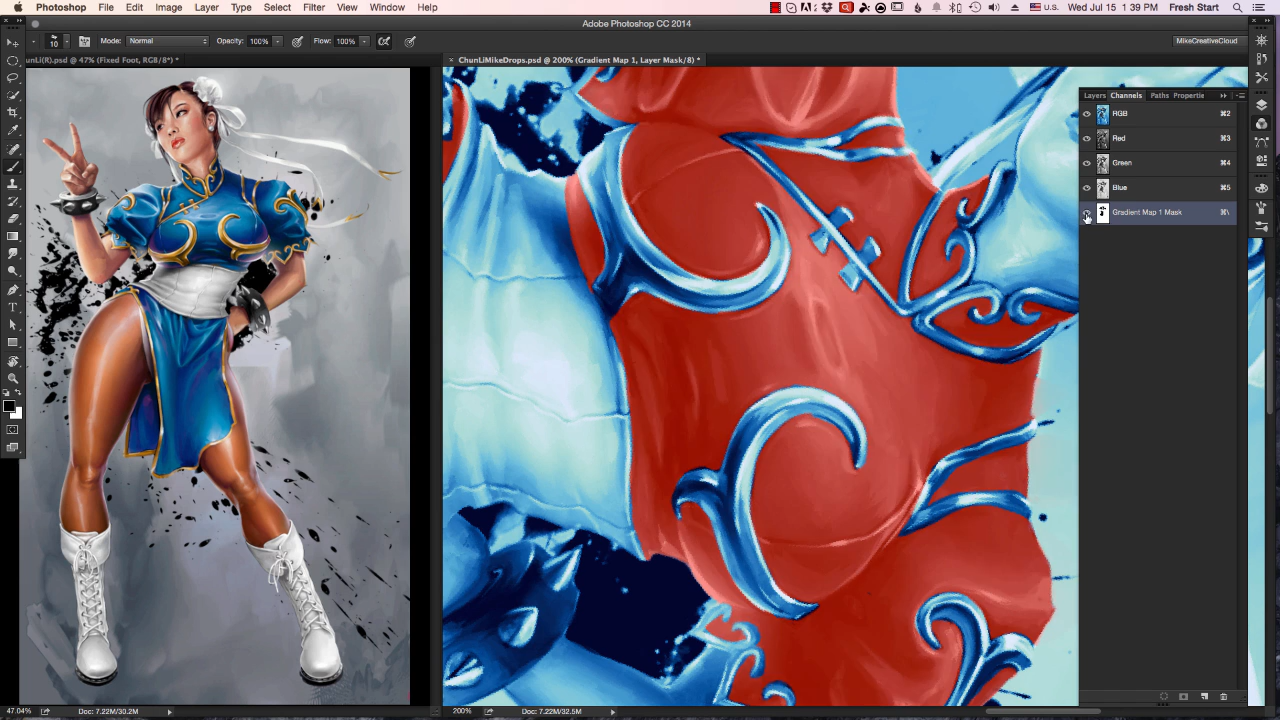 Photoshop File Edit Image Layer Type Select Filter View Window Help
U.S. Wed Jul 15 1:39 PM Fresh Start
Adobe Photoshop CC 2014
10 Mode: Normal Opacity: 100% Flow: 100% MikeCreativeCloud
unLi(R).psd @ 47% (Fixed Foot, RGB/8*) *
× ChunLiMikeDrops.psd @ 200% (Gradient Map 1, Layer Mask/8) *
Layers Channels Paths Propertie
RGB ⌘2
Red ⌘3
Green ⌘4
Blue ⌘5
Gradient Map 1 Mask ⌘\
47.04% Doc: 7.22M/30.2M
200% Doc: 7.22M/32.5M